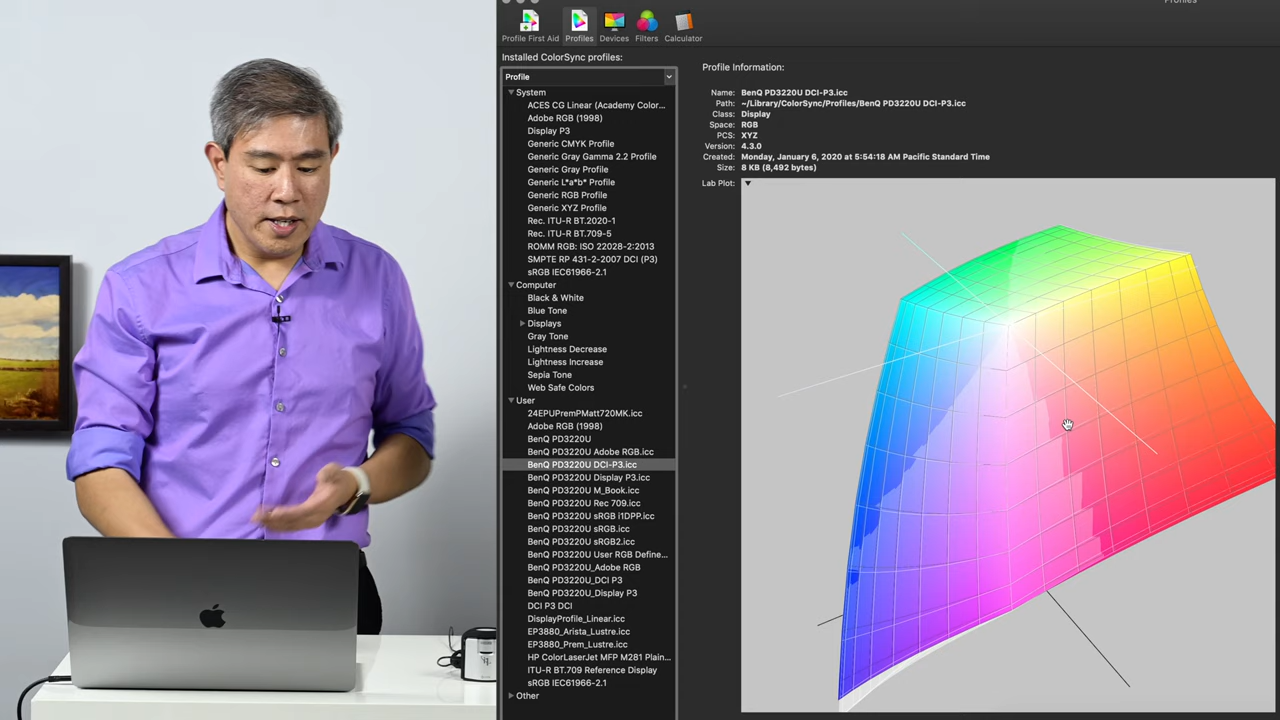 Profile First Aid
Profiles
Devices
Filters
Calculator
Installed ColorSync profiles:
Profile
System
ACES CG Linear (Academy Color...
Adobe RGB (1998)
Display P3
Generic CMYK Profile
Generic Gray Gamma 2.2 Profile
Generic Gray Profile
Generic L*a*b* Profile
Generic RGB Profile
Generic XYZ Profile
Rec. ITU-R BT.2020-1
Rec. ITU-R BT.709-5
ROMM RGB: ISO 22028-2:2013
SMPTE RP 431-2-2007 DCI (P3)
sRGB IEC61966-2.1
Computer
Black & White
Blue Tone
Displays
Gray Tone
Lightness Decrease
Lightness Increase
Sepia Tone
Web Safe Colors
User
24EPUPremPMatt720MK.icc
Adobe RGB (1998)
BenQ PD3220U
BenQ PD3220U Adobe RGB.icc
BenQ PD3220U DCI-P3.icc
BenQ PD3220U Display P3.icc
BenQ PD3220U M_Book.icc
BenQ PD3220U Rec 709.icc
BenQ PD3220U sRGB i1DPP.icc
BenQ PD3220U sRGB.icc
BenQ PD3220U sRGB2.icc
BenQ PD3220U User RGB Define...
BenQ PD3220U_Adobe RGB
BenQ PD3220U_DCI P3
BenQ PD3220U_Display P3
DCI P3 DCI
DisplayProfile_Linear.icc
EP3880_Arista_Lustre.icc
EP3880_Prem_Lustre.icc
HP ColorLaserJet MFP M281 Plain...
ITU-R BT.709 Reference Display
sRGB IEC61966-2.1
Other
Profile Information:
Name: BenQ PD3220U DCI-P3.icc
Path: ~/Library/ColorSync/Profiles/BenQ PD3220U DCI-P3.icc
Class: Display
Space: RGB
PCS: XYZ
Version: 4.3.0
Created: Monday, January 6, 2020 at 5:54:18 AM Pacific Standard Time
Size: 8 KB (8,492 bytes)
Lab Plot: